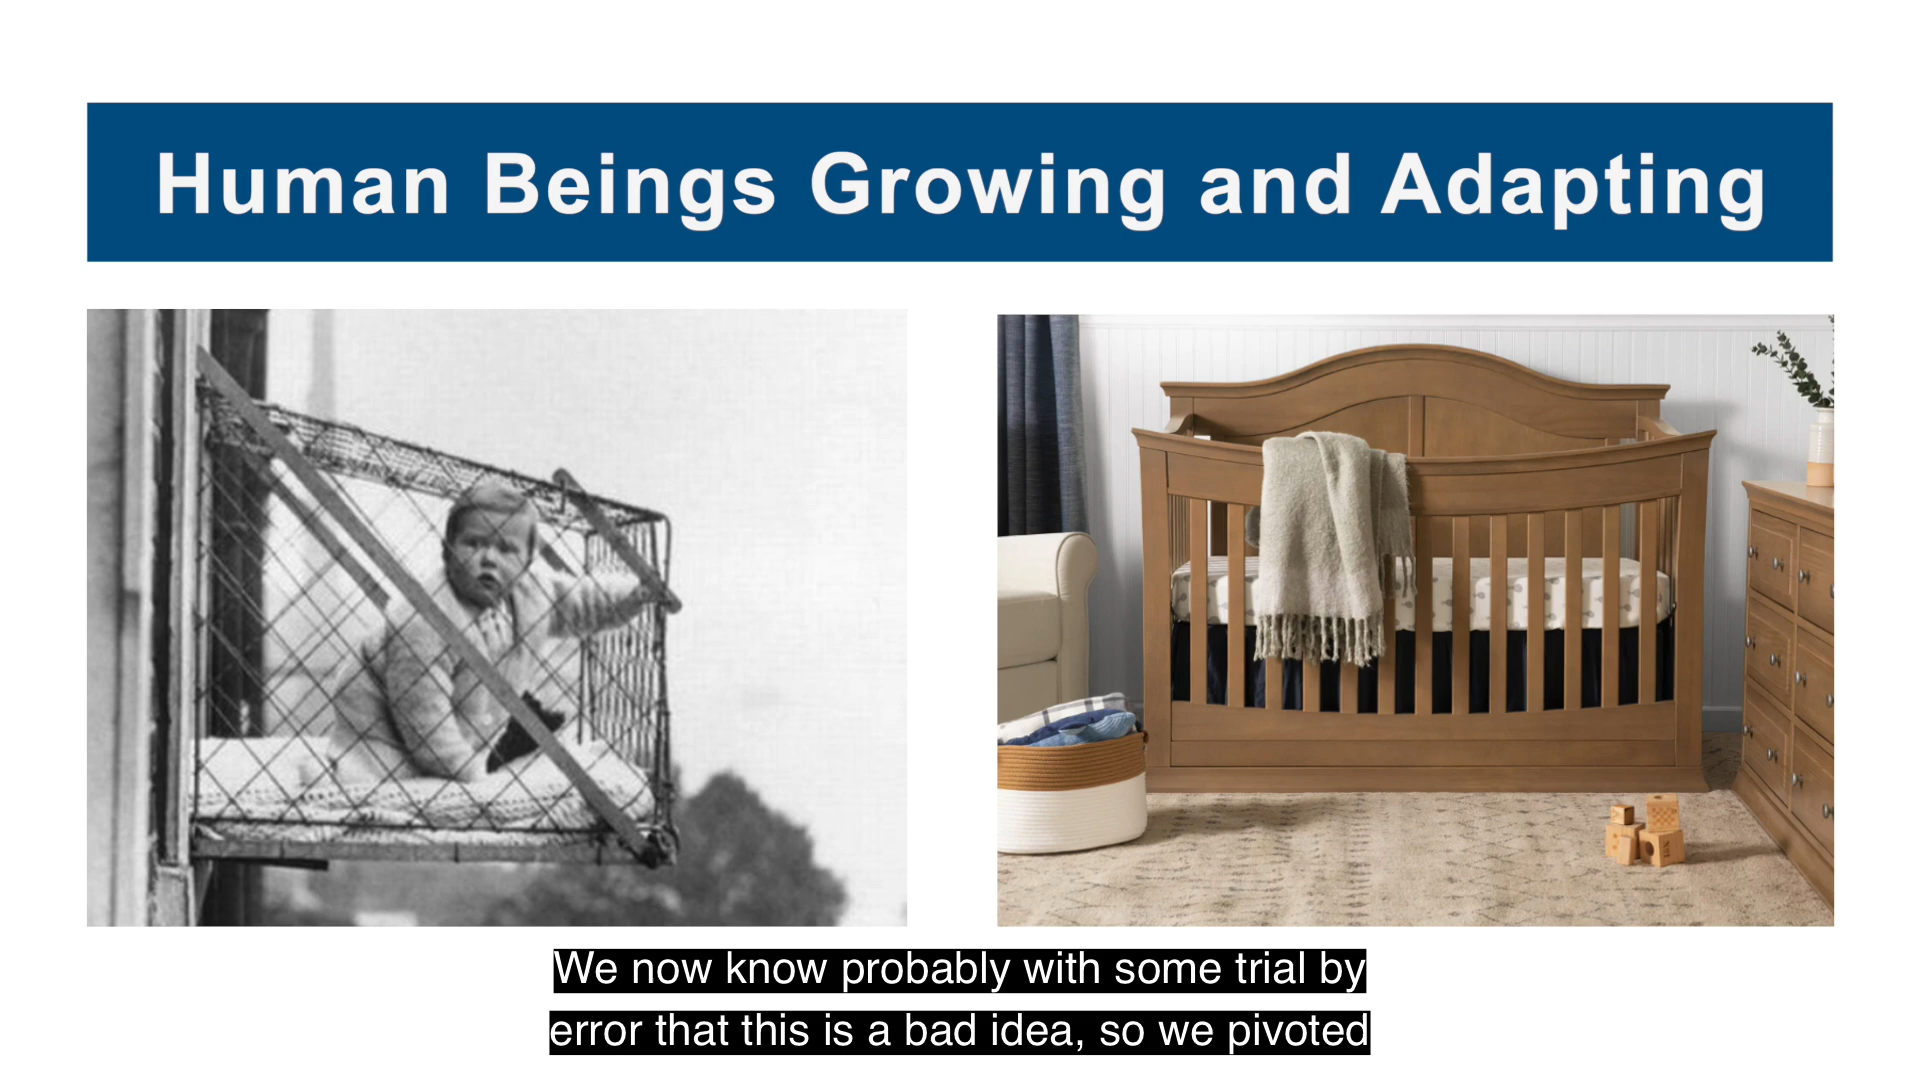 Human Beings Growing and Adapting
We now know probably with some trial by
error that this is a bad idea, so we pivoted